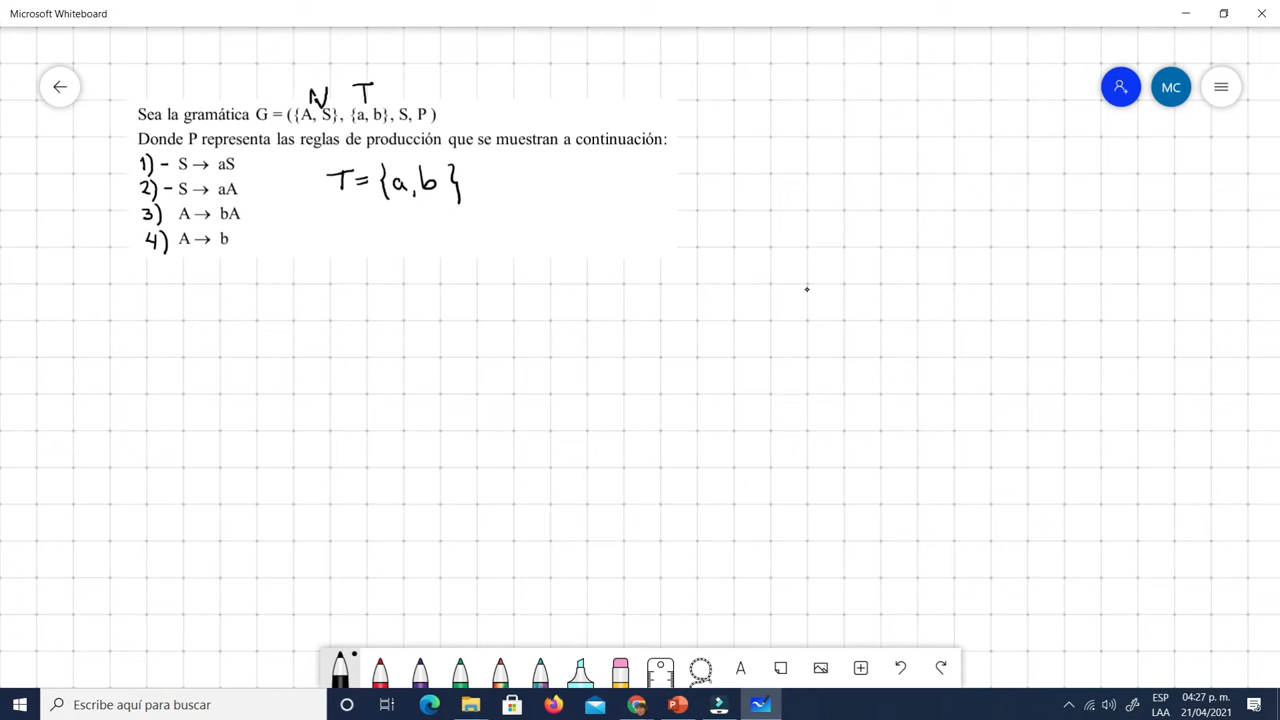 Microsoft Whiteboard
MC
N T
Sea la gramática G = ({A, S}, {a, b}, S, P )
Donde P representa las reglas de producción que se muestran a continuación:
1) - S → aS
2) - S → aA
T = {a, b}
3) A → bA
4) A → b
A
Escribe aquí para buscar
ESP
LAA
04:27 p. m.
21/04/2021